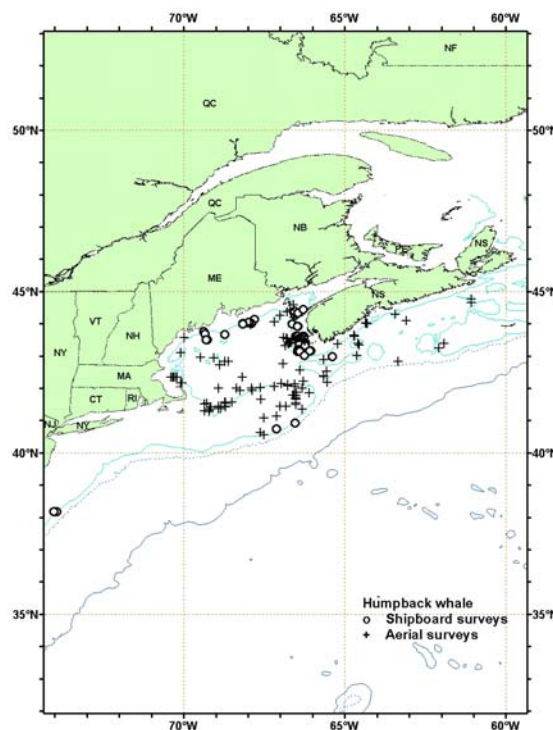 70°W 65°W 60°W
NF
QC
50°N 50°N
QC
NB
PE
NS
ME
45°N 45°N
NS
VT
NH
NY
MA
CT RI
NJ NY
40°N 40°N
Humpback whale
Shipboard surveys
Aerial surveys
35°N 35°N
70°W 65°W 60°W